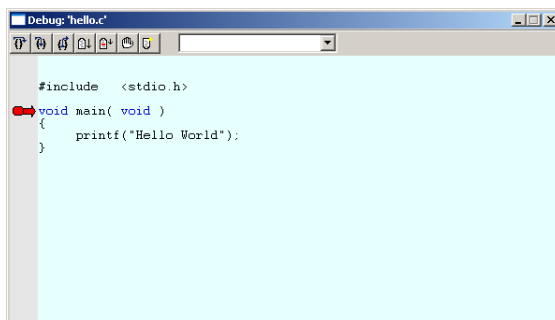 Debug: 'hello.c'
#include   <stdio.h>
void main( void )
{
     printf("Hello World");
}